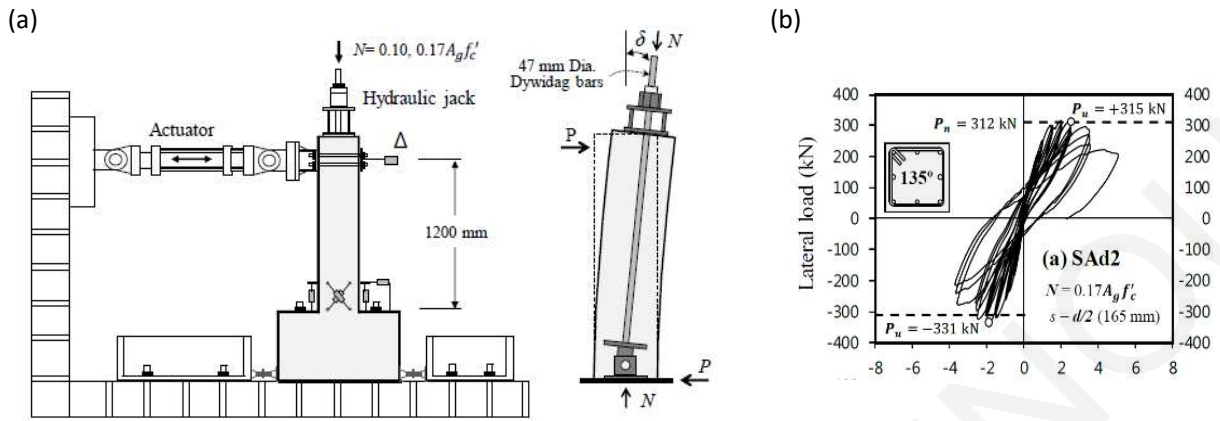 (a)
N= 0.10, 0.17A_g f_c'
Hydraulic jack
Actuator
Δ
1200 mm
δ
N
47 mm Dia.
Dywidag bars
P
P
N
(b)
400
300
200
100
0
-100
-200
-300
-400
Lateral load (kN)
P_u = +315 kN
P_n = 312 kN
135°
(a) SAd2
N = 0.17A_g f_c'
s - d/2 (165 mm)
P_u = -331 kN
400
300
200
100
0
-100
-200
-300
-400
-8 -6 -4 -2 0 2 4 6 8